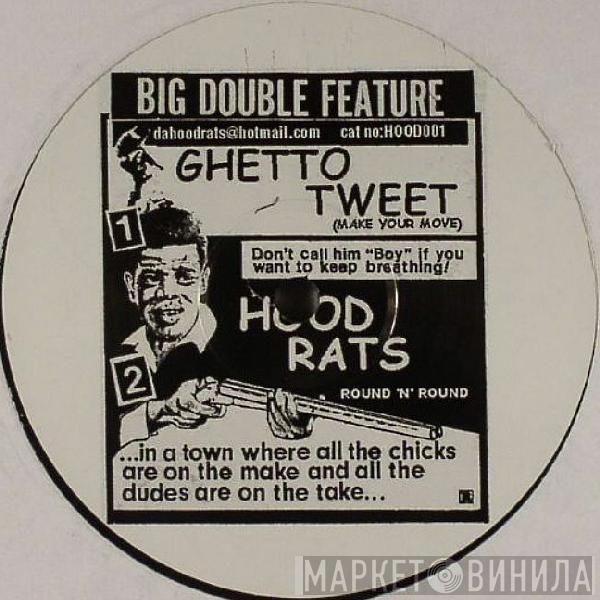 BIG DOUBLE FEATURE
dahoodrats@hotmail.com cat no:HOOD001
GHETTO
TWEET
(MAKE YOUR MOVE)
1
Don't call him "Boy" if you
want to keep breathing!
HOOD
RATS
2
ROUND 'N' ROUND
...in a town where all the chicks
are on the make and all the
dudes are on the take...
МАРКЕТ ВИНИЛА